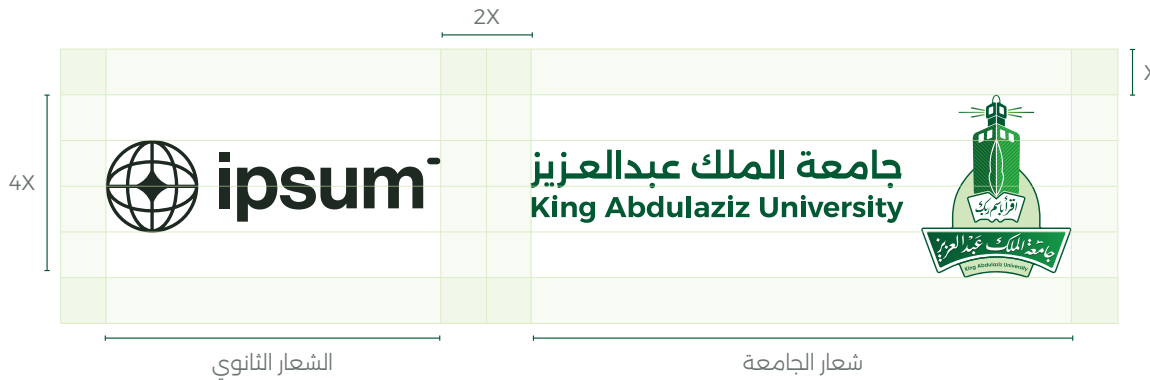 2X
X
4X
ipsum
جامعة الملك عبدالعزيز
King Abdulaziz University
اقرأ باسم ربك
جامعة الملك عبد العزيز
King Abdulaziz University
الشعار الثانوي
شعار الجامعة